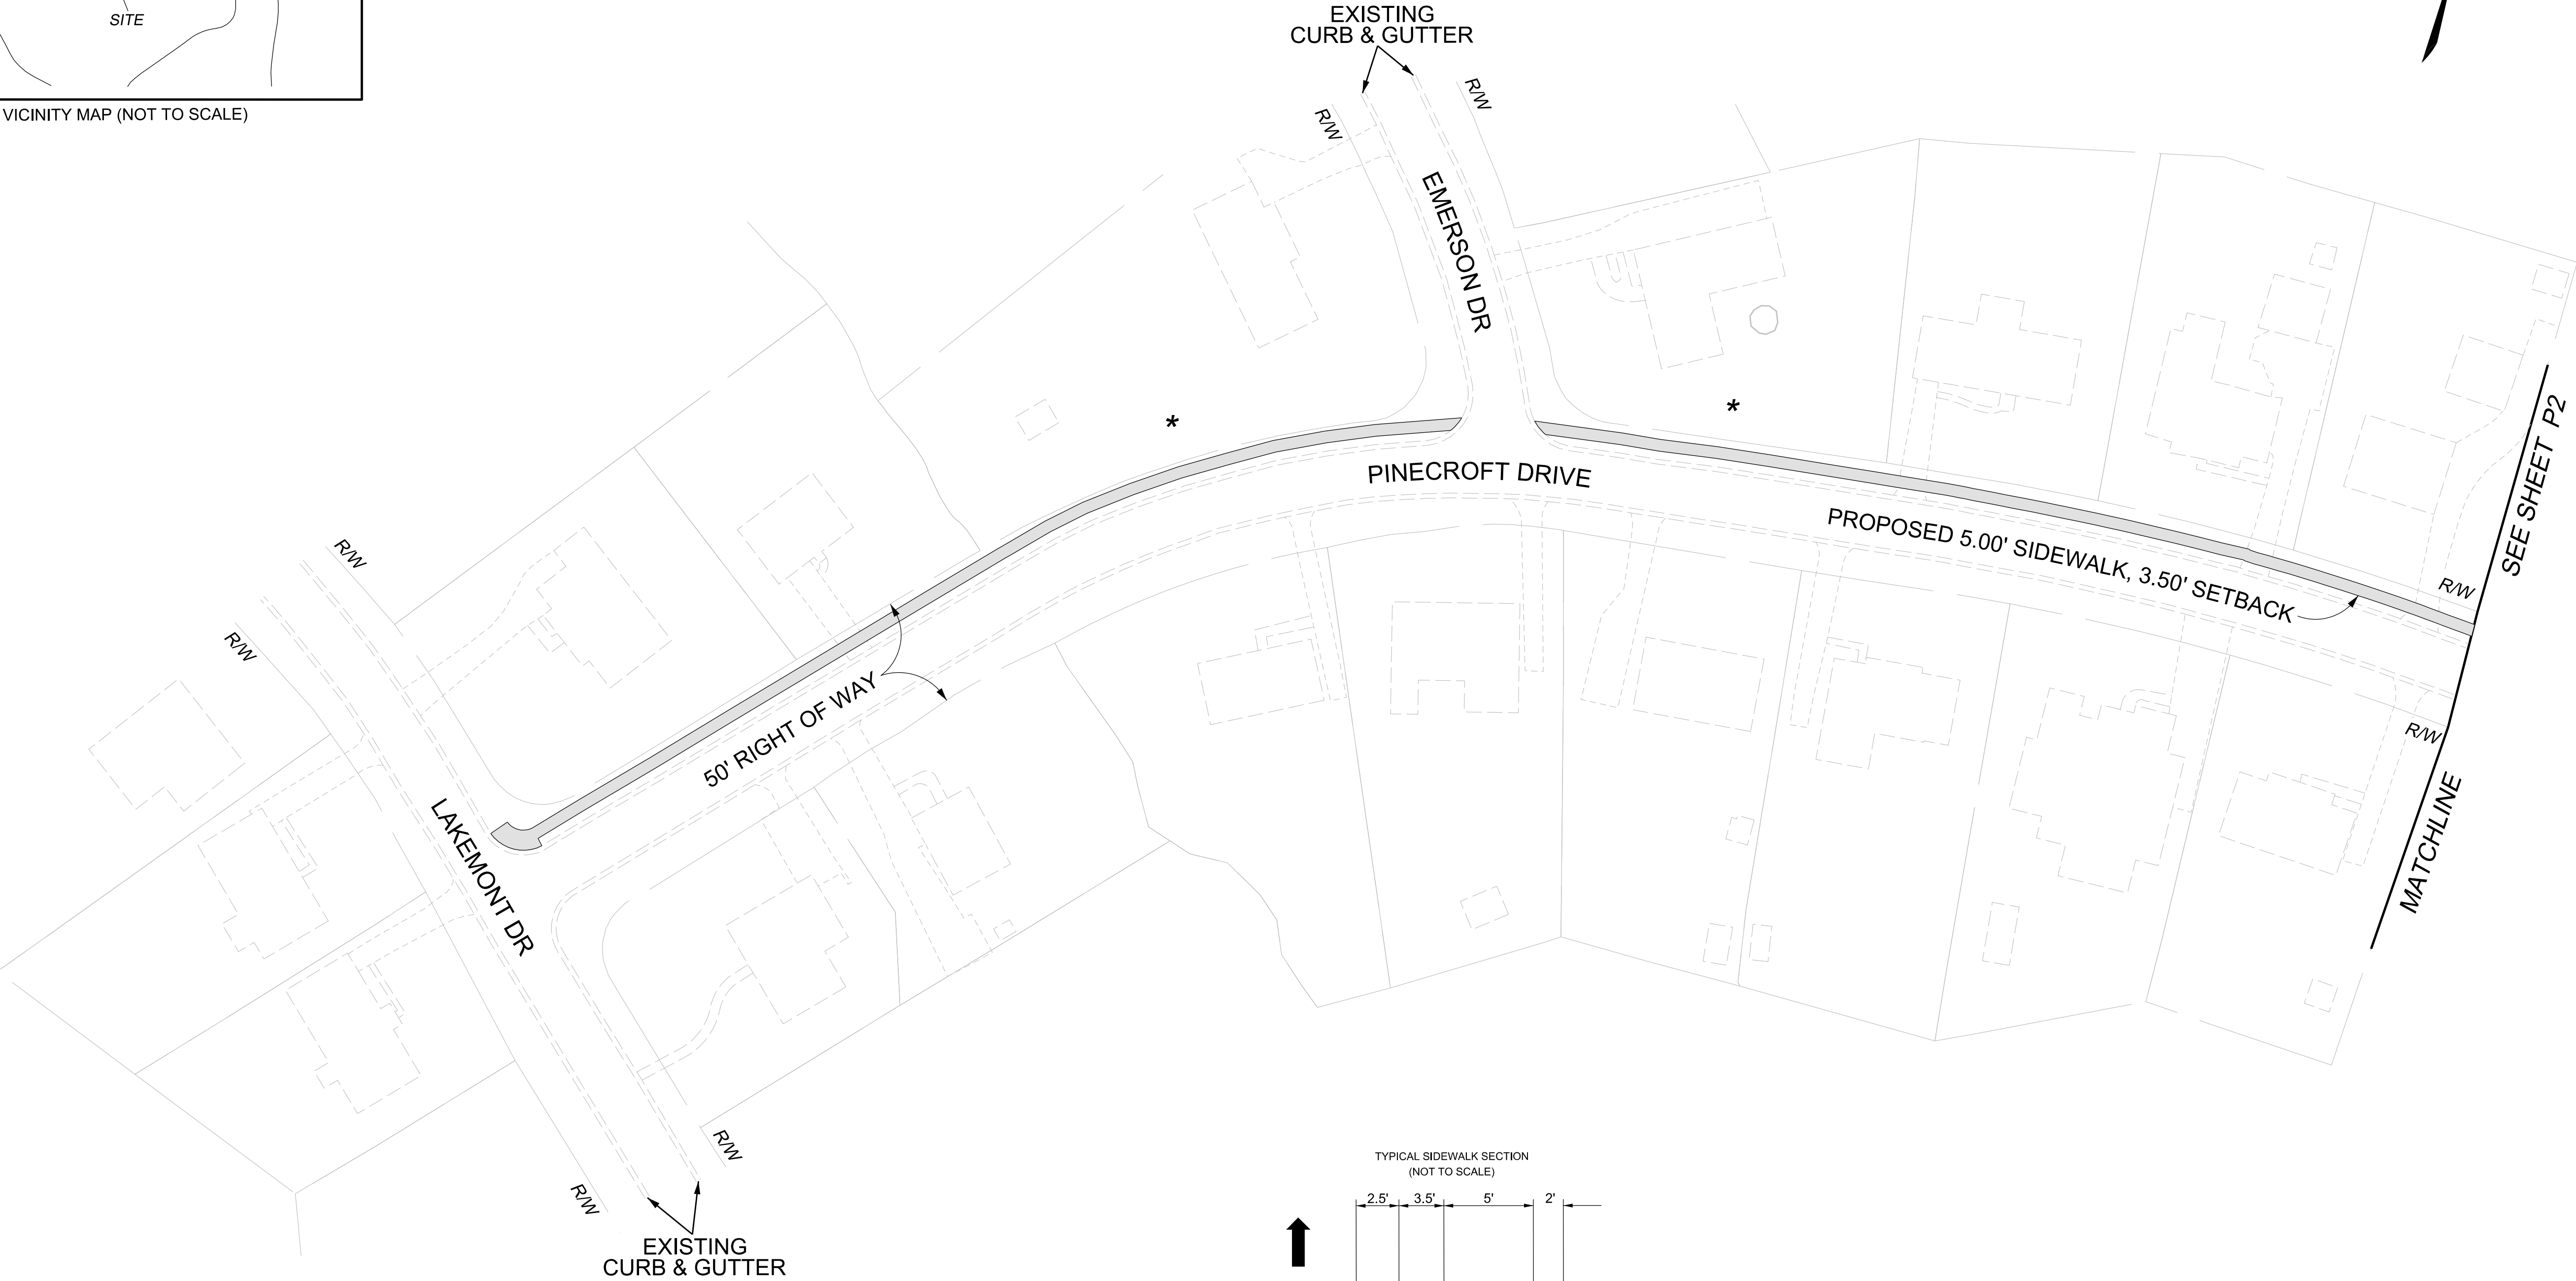 SITE
VICINITY MAP (NOT TO SCALE)
EXISTING
CURB & GUTTER
R/W
R/W
EMERSON DR
*
*
PINECROFT DRIVE
PROPOSED 5.00' SIDEWALK, 3.50' SETBACK
SEE SHEET P2
R/W
R/W
MATCHLINE
R/W
R/W
50' RIGHT OF WAY
LAKEMONT DR
R/W
R/W
EXISTING
CURB & GUTTER
TYPICAL SIDEWALK SECTION
(NOT TO SCALE)
2.5' 3.5' 5' 2'